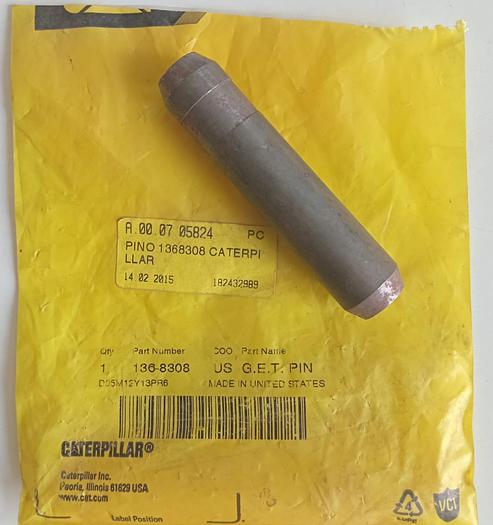 A.00.07 05824 PC
PINO 1368308 CATERPI
LLAR
14.02 2015 182432989
Qty Part Number COO Part Name
1 136-8308 US G.E.T. PIN
D05M12Y13PR6 MADE IN UNITED STATES
CATERPILLAR®
Caterpillar Inc.
Peoria, Illinois 61629 USA
www.cat.com
Label Position
VCI